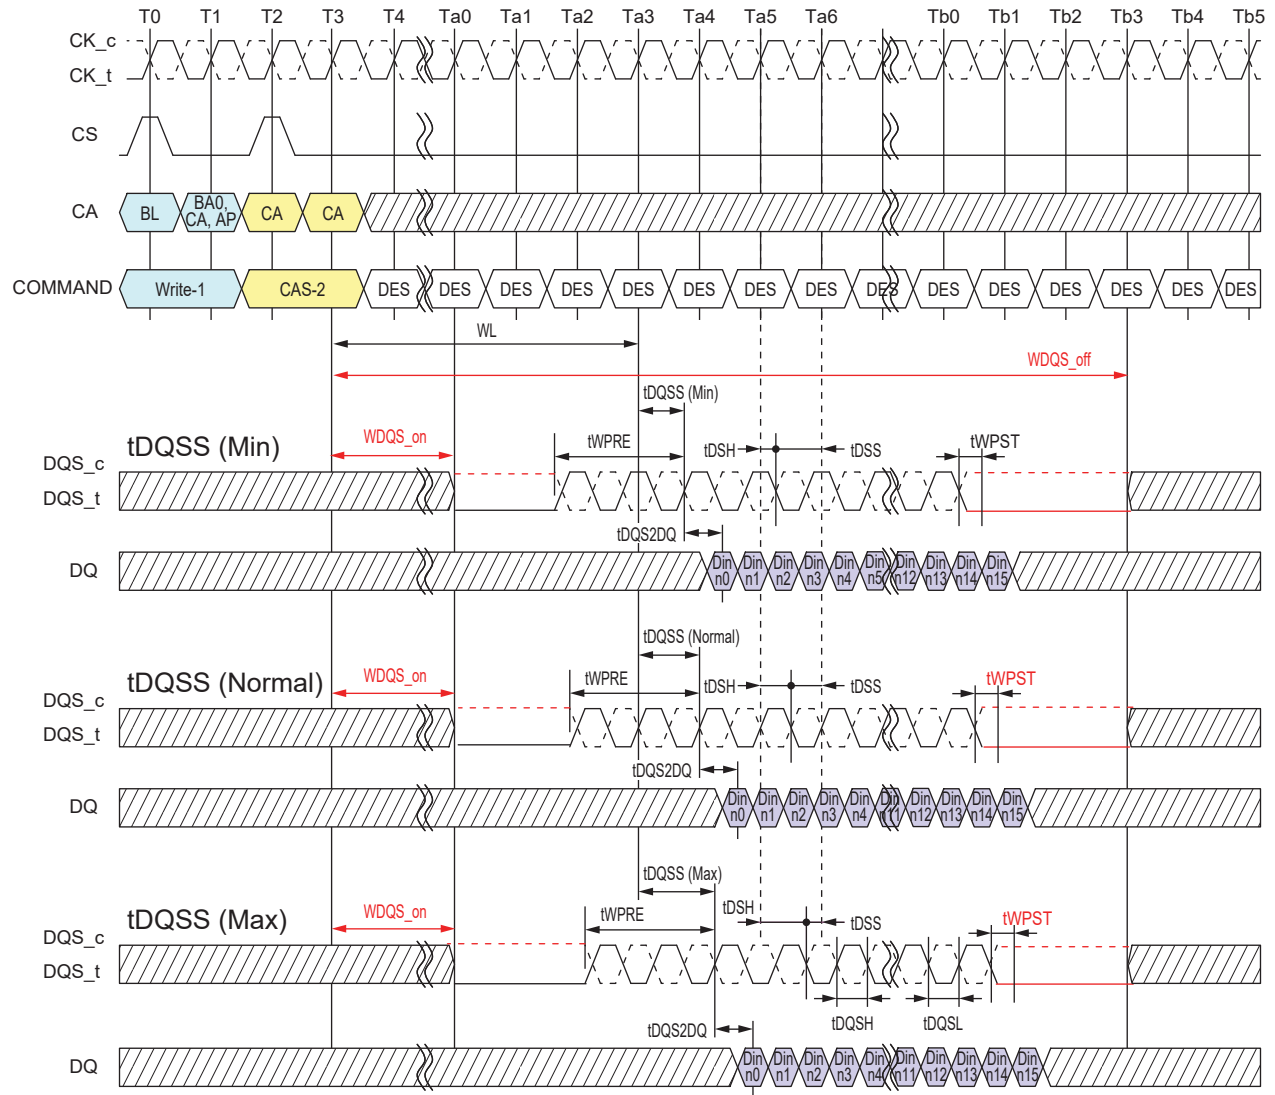 T0 T1 T2 T3 T4 Ta0 Ta1 Ta2 Ta3 Ta4 Ta5 Ta6 Tb0 Tb1 Tb2 Tb3 Tb4 Tb5
CK_c
CK_t
CS
CA BL BA0, CA, AP CA CA
COMMAND Write-1 CAS-2 DES DES DES DES DES DES DES DES DES DES DES DES DES DES DES
WL
WDQS_off
tDQSS (Min)
tDQSS (Min) WDQS_on tWPRE tDSH tDSS tWPST
DQS_c
DQS_t
tDQS2DQ
DQ Din n0 Din n1 Din n2 Din n3 Din n4 Din n5 Din n12 Din n13 Din n14 Din n15
tDQSS (Normal)
tDQSS (Normal) WDQS_on tWPRE tDSH tDSS tWPST
DQS_c
DQS_t
tDQS2DQ
DQ Din n0 Din n1 Din n2 Din n3 Din n4 Din n11 Din n12 Din n13 Din n14 Din n15
tDQSS (Max)
tDQSS (Max) WDQS_on tWPRE tDSH tDSS tWPST
DQS_c
DQS_t
tDQSH tDQSL
tDQS2DQ
DQ Din n0 Din n1 Din n2 Din n3 Din n4 Din n11 Din n12 Din n13 Din n14 Din n15